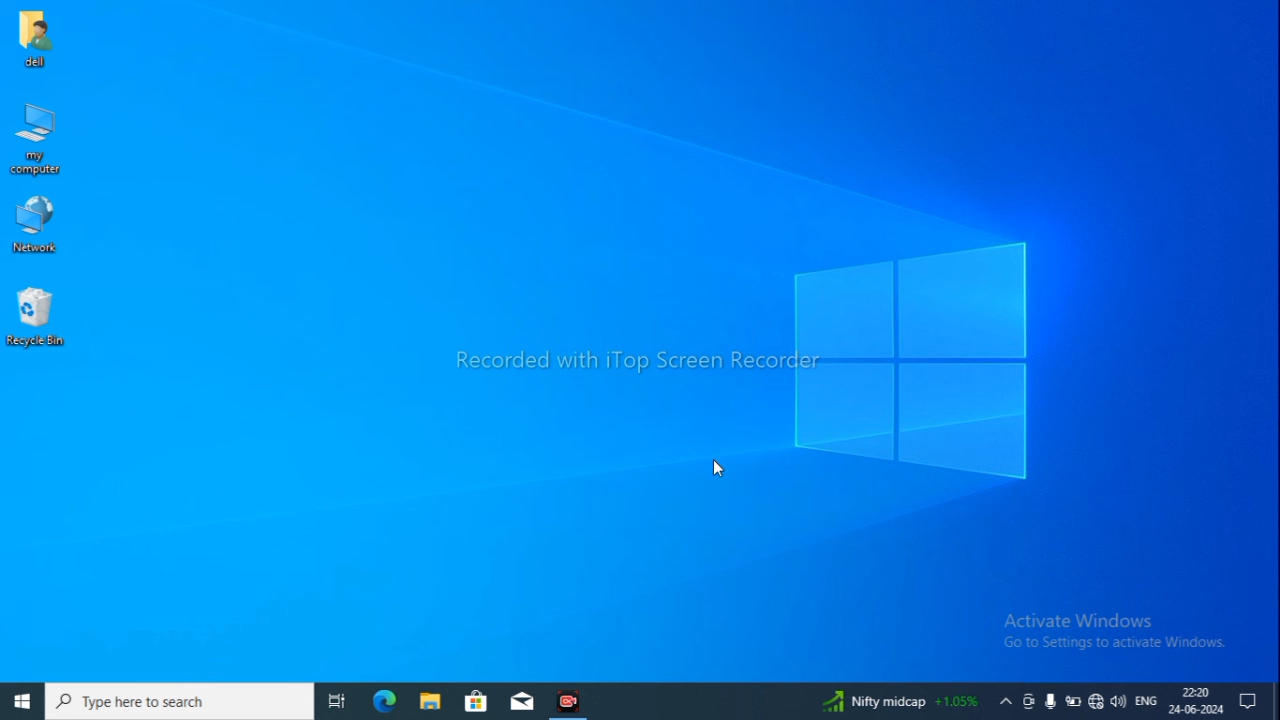 dell
my
computer
Network
Recycle Bin
Recorded with iTop Screen Recorder
Activate Windows
Go to Settings to activate Windows.
Type here to search
Nifty midcap +1.05%
ENG
22:20
24-06-2024